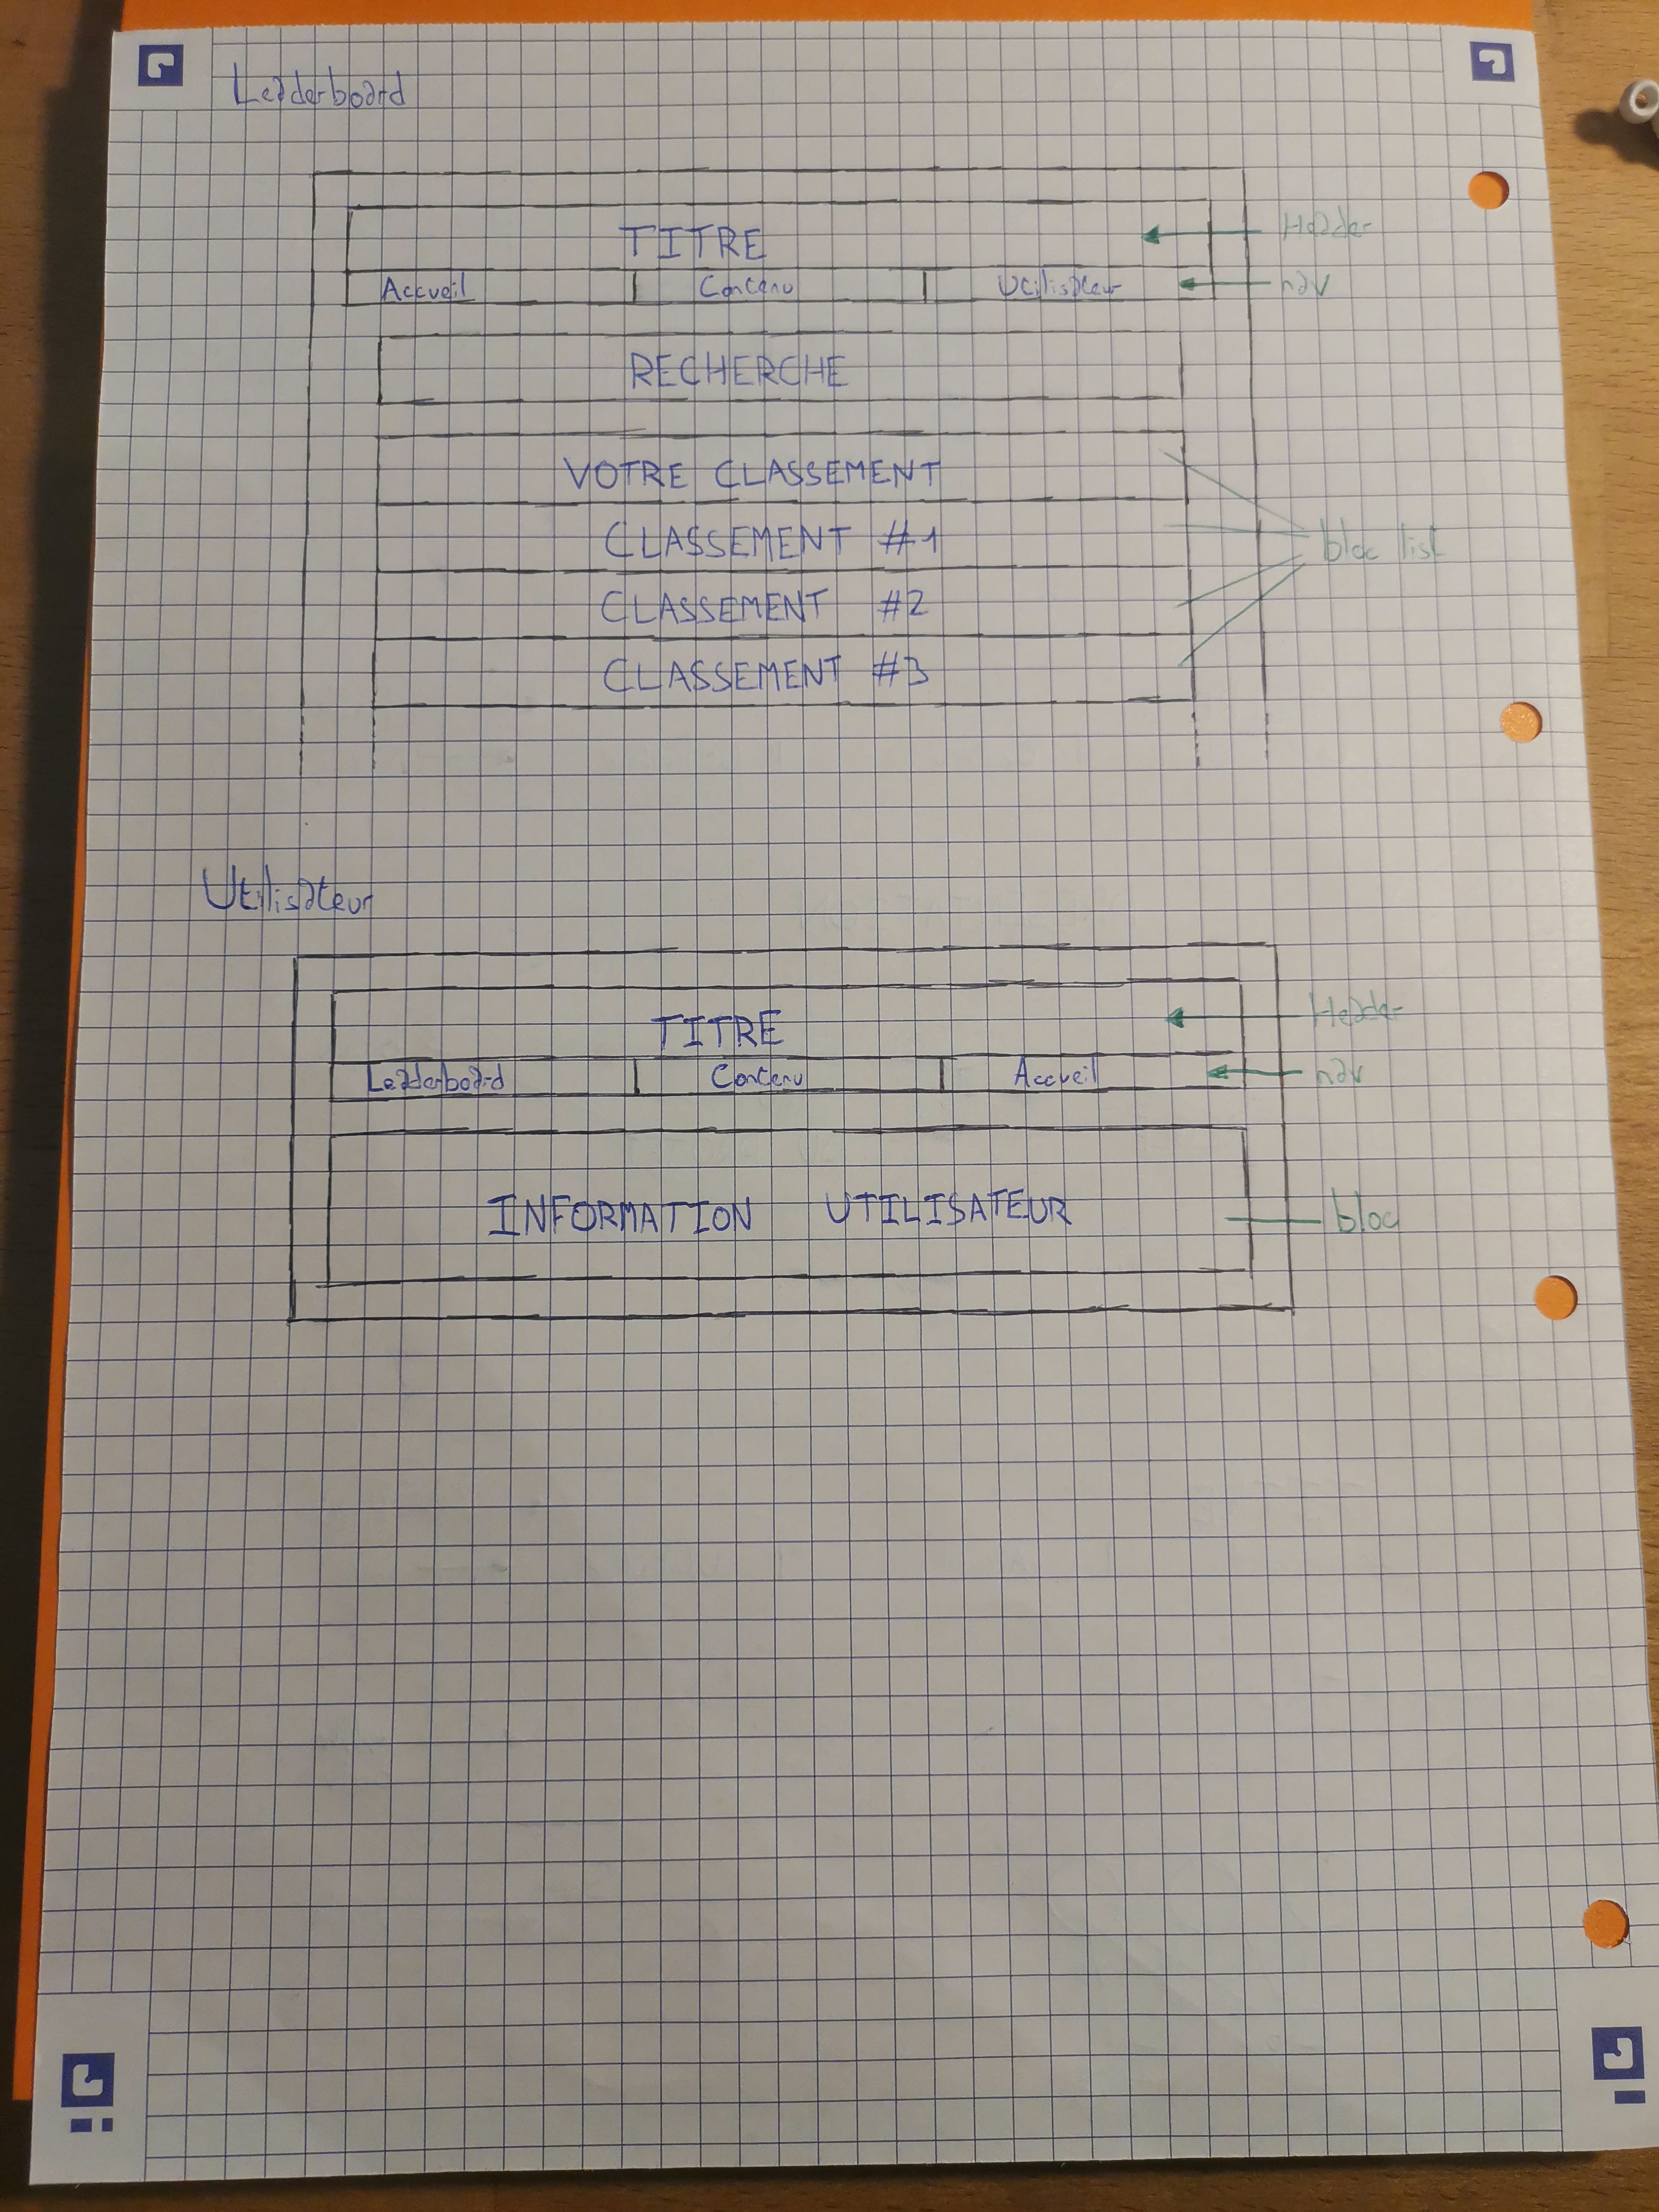 Leaderboard
TITRE
Header
Accueil Contenu Utilisateur
nav
RECHERCHE
VOTRE CLASSEMENT
CLASSEMENT #1
bloc list
CLASSEMENT #2
CLASSEMENT #3
Utilisateur
TITRE
Header
Leaderboard Contenu Accueil
nav
INFORMATION UTILISATEUR
bloc